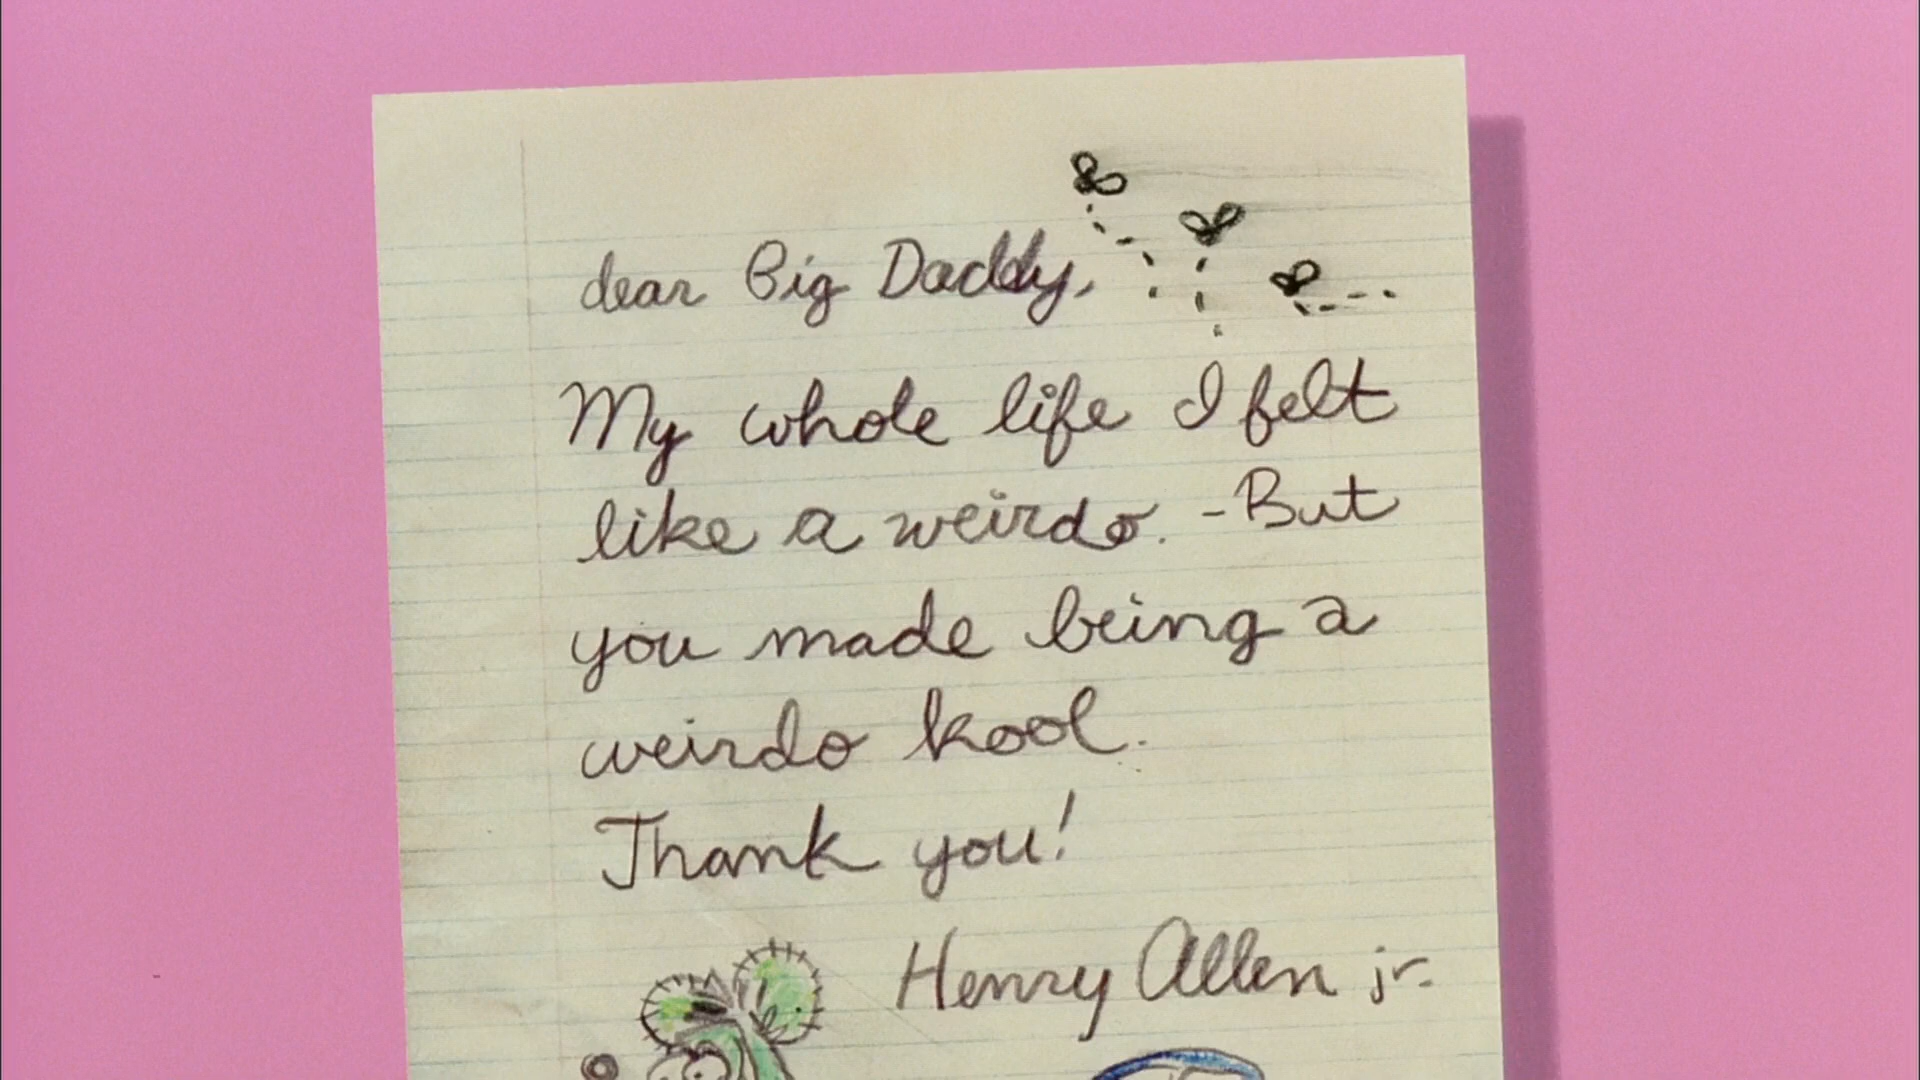 dear Big Daddy,
My whole life I felt
like a weirdo. - But
you made being a
weirdo kool.
Thank you!
Henry Allen jr.